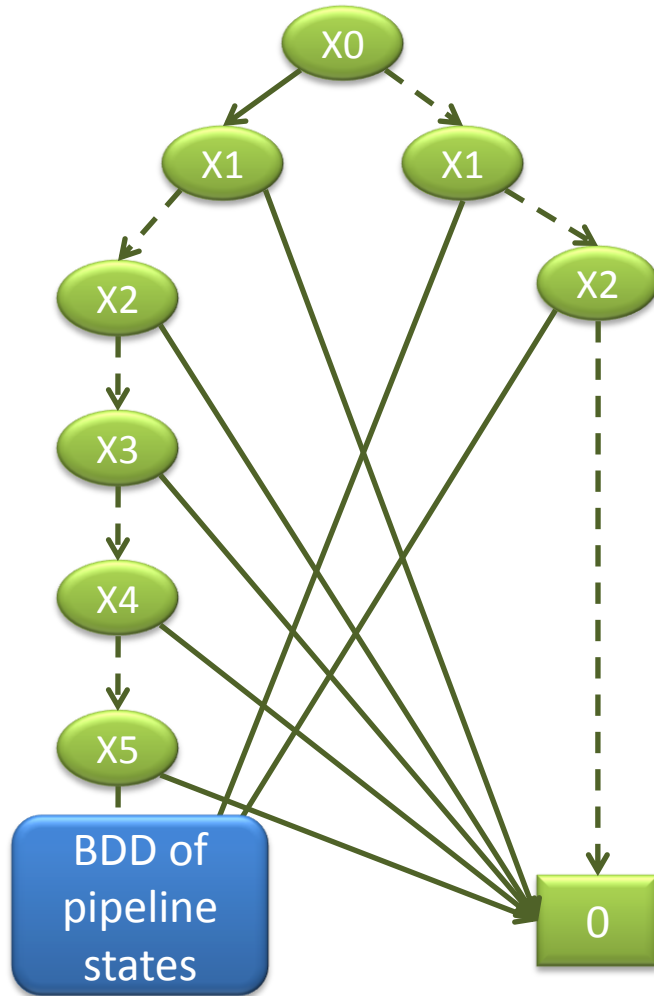 X0
X1
X1
X2
X2
X3
X4
X5
BDD of
pipeline
states
0